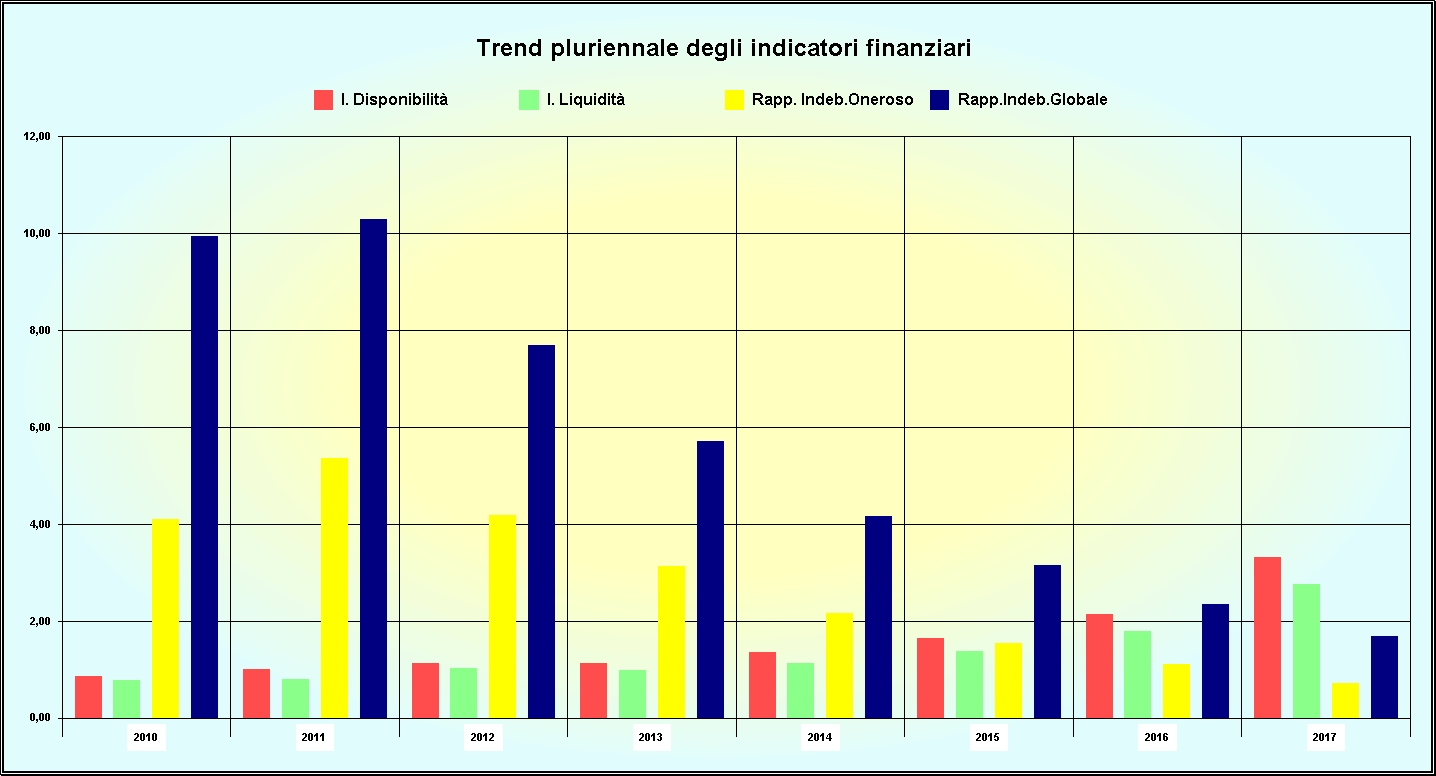 Trend pluriennale degli indicatori finanziari
I. Disponibilità I. Liquidità Rapp. Indeb.Oneroso Rapp.Indeb.Globale
12,00
10,00
8,00
6,00
4,00
2,00
0,00
2010 2011 2012 2013 2014 2015 2016 2017